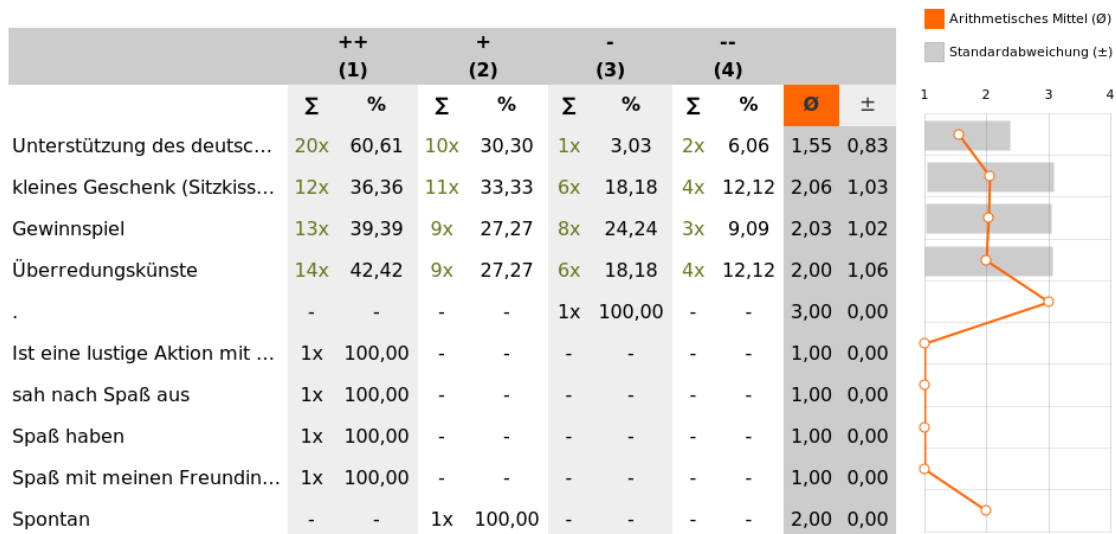 Arithmetisches Mittel (Ø)
Standardabweichung (±)
++ + - --
(1) (2) (3) (4)
Σ % Σ % Σ % Σ % Ø ±
1 2 3 4
Unterstützung des deutsc... 20x 60,61 10x 30,30 1x 3,03 2x 6,06 1,55 0,83
kleines Geschenk (Sitzkiss... 12x 36,36 11x 33,33 6x 18,18 4x 12,12 2,06 1,03
Gewinnspiel 13x 39,39 9x 27,27 8x 24,24 3x 9,09 2,03 1,02
Überredungskünste 14x 42,42 9x 27,27 6x 18,18 4x 12,12 2,00 1,06
. - - - - 1x 100,00 - - 3,00 0,00
Ist eine lustige Aktion mit ... 1x 100,00 - - - - - - 1,00 0,00
sah nach Spaß aus 1x 100,00 - - - - - - 1,00 0,00
Spaß haben 1x 100,00 - - - - - - 1,00 0,00
Spaß mit meinen Freundin... 1x 100,00 - - - - - - 1,00 0,00
Spontan - - 1x 100,00 - - - - 2,00 0,00